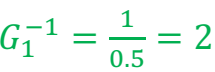 G₁⁻¹ = 1/0.5 = 2